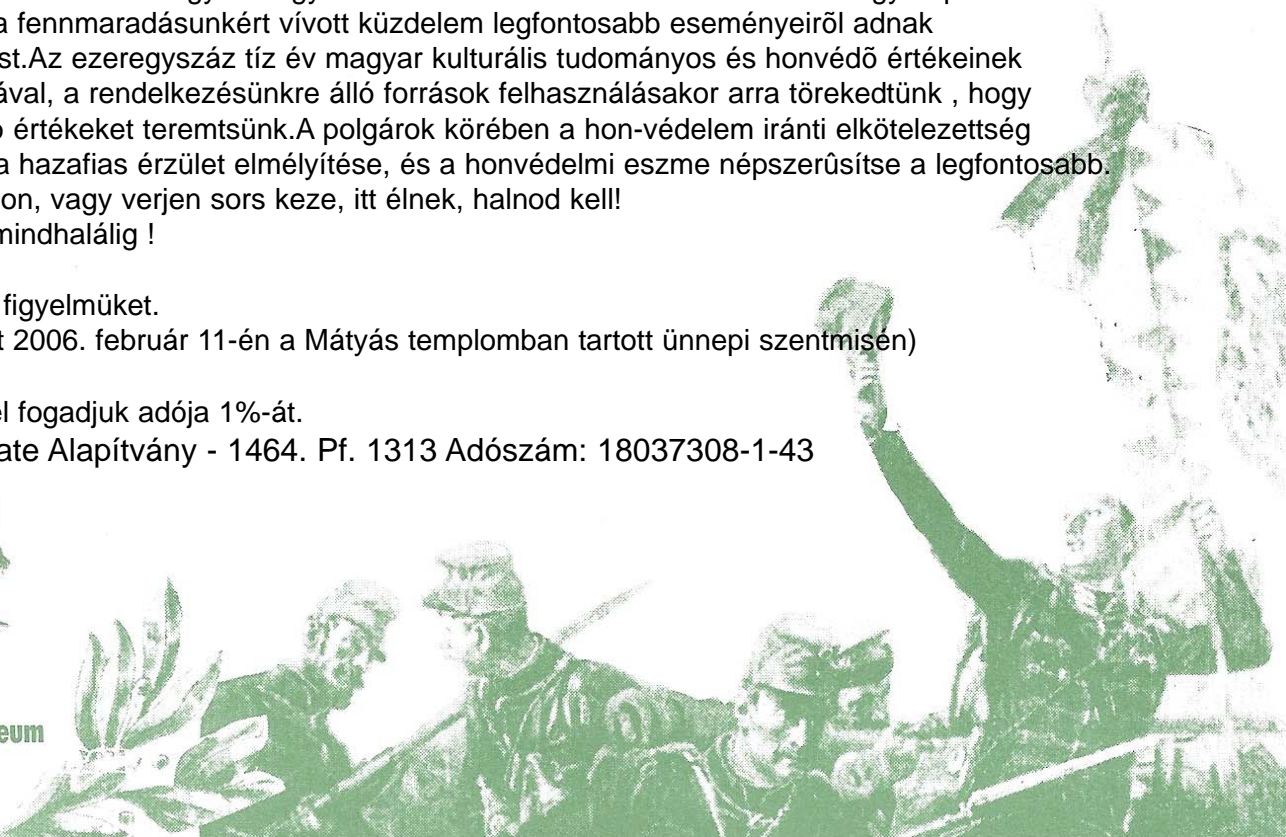 a fennmaradásunkért vívott küzdelem legfontosabb eseményeirõl adnak
st.Az ezeregyszáz tíz év magyar kulturális tudományos és honvédõ értékeinek
ával, a rendelkezésünkre álló források felhasználásakor arra törekedtünk , hogy
ó értékeket teremtsünk.A polgárok körében a hon-védelem iránti elkötelezettség
a hazafias érzület elmélyítése, és a honvédelmi eszme népszerûsítse a legfontosabb.
on, vagy verjen sors keze, itt élnek, halnod kell!
mindhalálig !
figyelmüket.
t 2006. február 11-én a Mátyás templomban tartott ünnepi szentmisén)
el fogadjuk adója 1%-át.
ate Alapítvány - 1464. Pf. 1313 Adószám: 18037308-1-43
eum